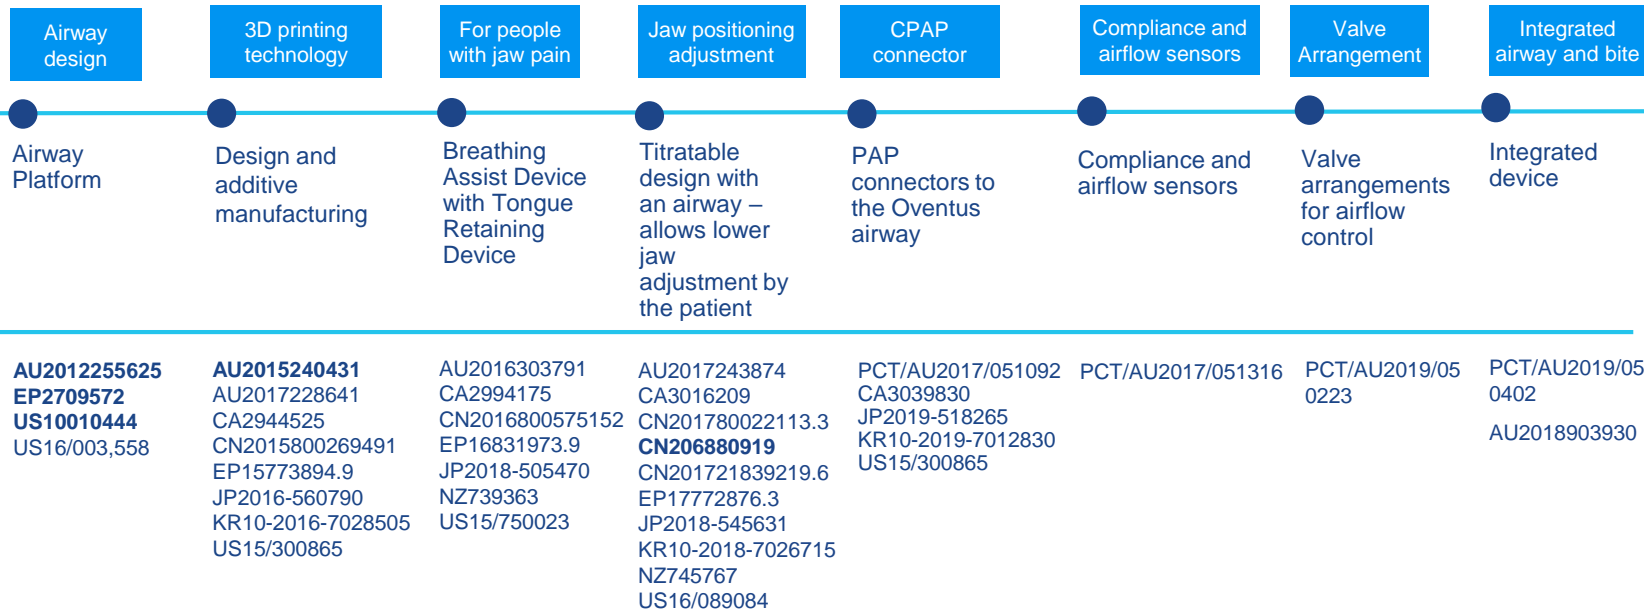 Airway
design
3D printing
technology
For people
with jaw pain
Jaw positioning
adjustment
CPAP
connector
Compliance and
airflow sensors
Valve
Arrangement
Integrated
airway and bite
Airway
Platform
Design and
additive
manufacturing
Breathing
Assist Device
with Tongue
Retaining
Device
Titratable
design with
an airway –
allows lower
jaw
adjustment by
the patient
PAP
connectors to
the Oventus
airway
Compliance and
airflow sensors
Valve
arrangements
for airflow
control
Integrated
device
AU2012255625
EP2709572
US10010444
US16/003,558
AU2015240431
AU2017228641
CA2944525
CN2015800269491
EP15773894.9
JP2016-560790
KR10-2016-7028505
US15/300865
AU2016303791
CA2994175
CN2016800575152
EP16831973.9
JP2018-505470
NZ739363
US15/750023
AU2017243874
CA3016209
CN201780022113.3
CN206880919
CN201721839219.6
EP17772876.3
JP2018-545631
KR10-2018-7026715
NZ745767
US16/089084
PCT/AU2017/051092
CA3039830
JP2019-518265
KR10-2019-7012830
US15/300865
PCT/AU2017/051316
PCT/AU2019/05
0223
PCT/AU2019/05
0402
AU2018903930